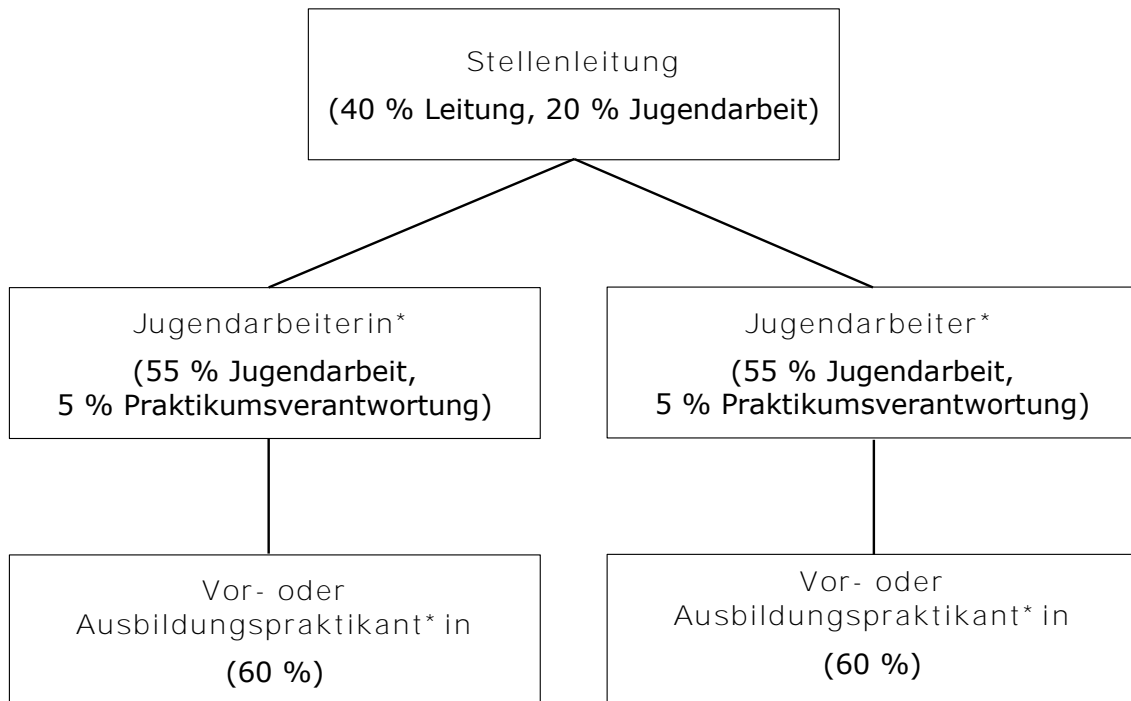 Stellenleitung
(40 % Leitung, 20 % Jugendarbeit)
Jugendarbeiterin*
(55 % Jugendarbeit,
5 % Praktikumsverantwortung)
Jugendarbeiter*
(55 % Jugendarbeit,
5 % Praktikumsverantwortung)
Vor- oder
Ausbildungspraktikant*in
(60 %)
Vor- oder
Ausbildungspraktikant*in
(60 %)